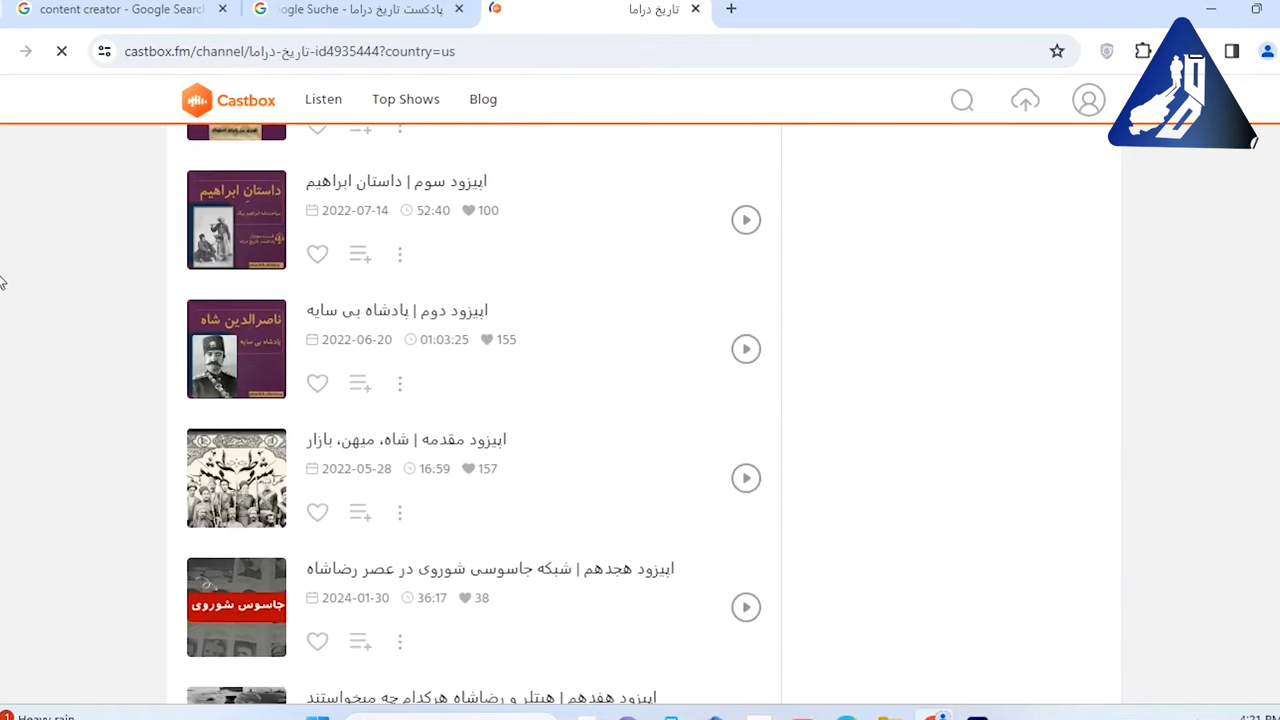 content creator - Google Searc
پادکست تاریخ دراما - ogle Suche
تاریخ دراما
castbox.fm/channel/تاریخ-دراما-id4935444?country=us
Castbox
Listen
Top Shows
Blog
داستان ابراهیم
اپیزود سوم | داستان ابراهیم
2022-07-14 52:40 100
ناصرالدین شاه
پادشاه بی سایه
اپیزود دوم | پادشاه بی سایه
2022-06-20 01:03:25 155
اپیزود مقدمه | شاه، میهن، بازار
2022-05-28 16:59 157
جاسوس شوروی
اپیزود هجدهم | شبکه جاسوسی شوروی در عصر رضاشاه
2024-01-30 36:17 38
اپیزود هفدهم | هیتلر و رضاشاه هرکدام چه میخواستند
Heavy rain
4:21 PM